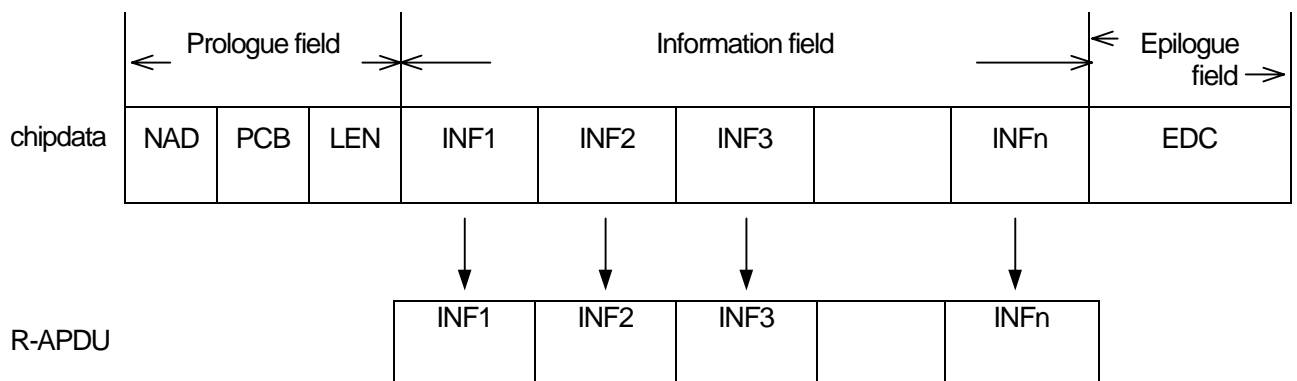 Prologue field
Information field
Epilogue
field
chipdata NAD PCB LEN INF1 INF2 INF3 INFn EDC
R-APDU INF1 INF2 INF3 INFn